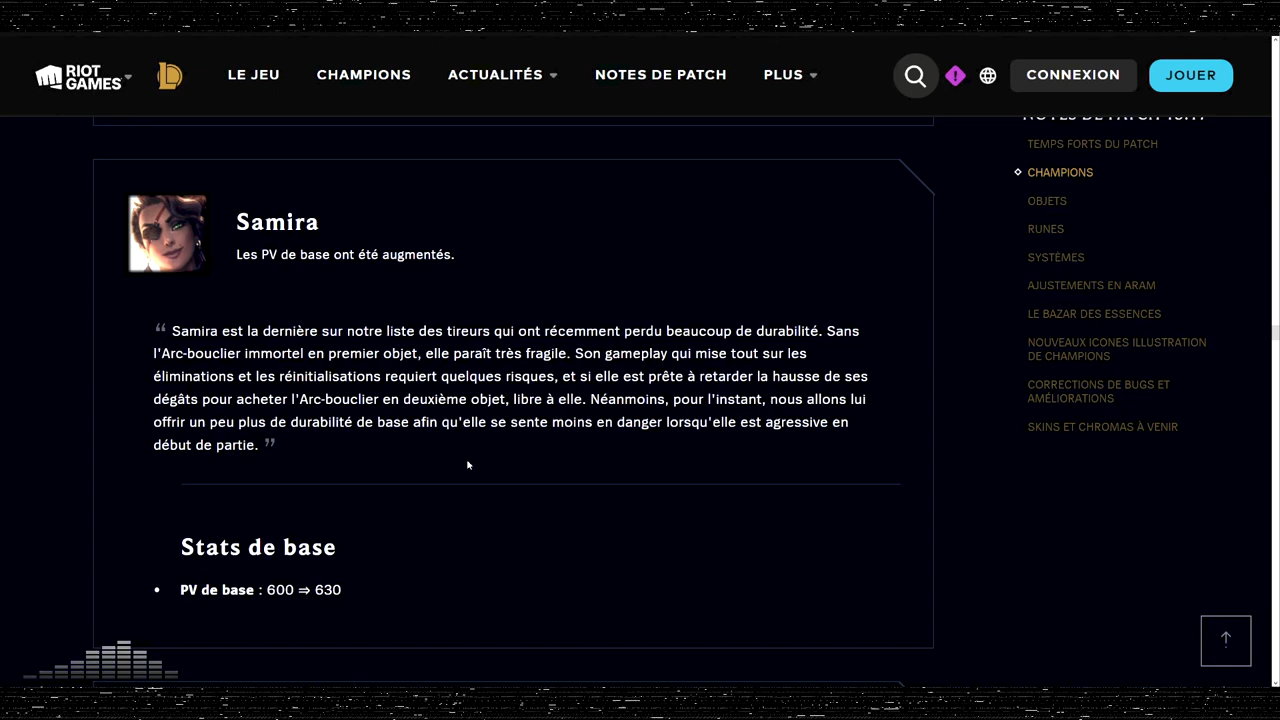 RIOT GAMES
LE JEU
CHAMPIONS
ACTUALITÉS
NOTES DE PATCH
PLUS
CONNEXION
JOUER
TEMPS FORTS DU PATCH
CHAMPIONS
OBJETS
RUNES
SYSTÈMES
AJUSTEMENTS EN ARAM
LE BAZAR DES ESSENCES
NOUVEAUX ICONES ILLUSTRATION
DE CHAMPIONS
CORRECTIONS DE BUGS ET
AMÉLIORATIONS
SKINS ET CHROMAS À VENIR
Samira
Les PV de base ont été augmentés.
“ Samira est la dernière sur notre liste des tireurs qui ont récemment perdu beaucoup de durabilité. Sans
l'Arc-bouclier immortel en premier objet, elle paraît très fragile. Son gameplay qui mise tout sur les
éliminations et les réinitialisations requiert quelques risques, et si elle est prête à retarder la hausse de ses
dégâts pour acheter l'Arc-bouclier en deuxième objet, libre à elle. Néanmoins, pour l'instant, nous allons lui
offrir un peu plus de durabilité de base afin qu'elle se sente moins en danger lorsqu'elle est agressive en
début de partie. ”
Stats de base
• PV de base : 600 ⇒ 630